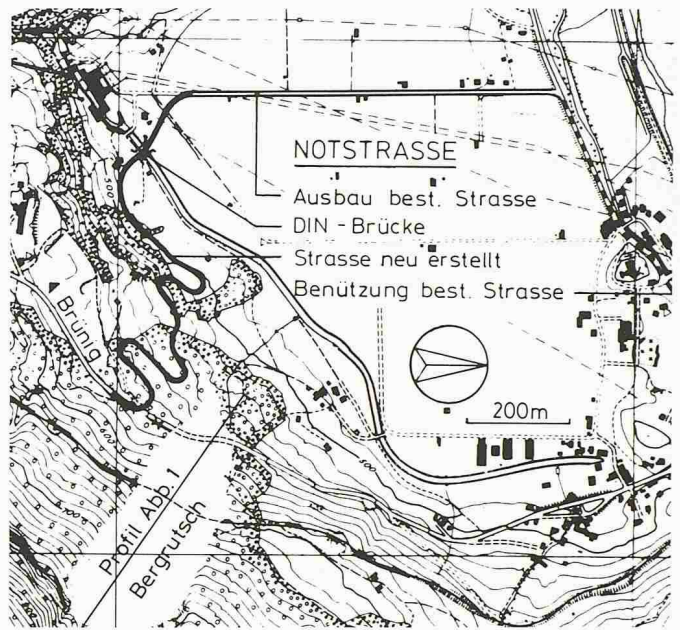 NOTSTRASSE
Ausbau best. Strasse
DIN - Brücke
Strasse neu erstellt
Benützung best. Strasse
500
Brünig
200m
500
Profil Abb. 1
Bergrutsch